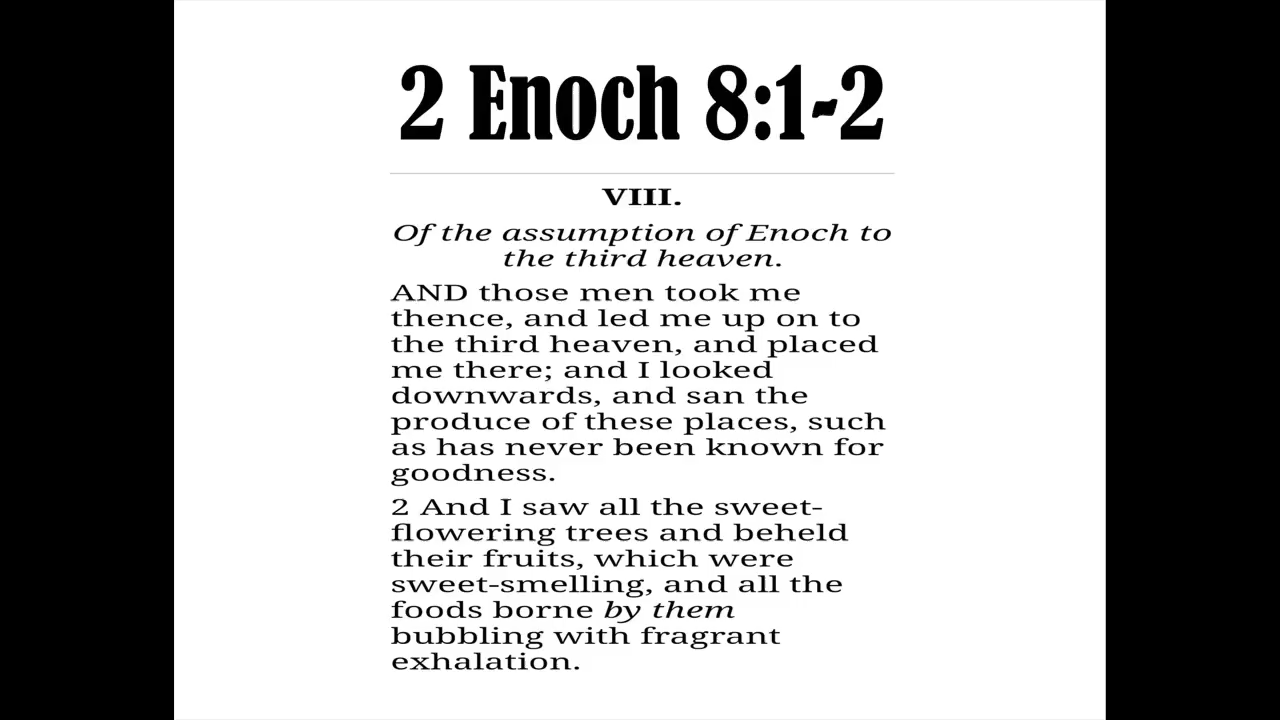 2 Enoch 8:1-2
VIII.
Of the assumption of Enoch to
the third heaven.
AND those men took me
thence, and led me up on to
the third heaven, and placed
me there; and I looked
downwards, and san the
produce of these places, such
as has never been known for
goodness.
2 And I saw all the sweet-
flowering trees and beheld
their fruits, which were
sweet-smelling, and all the
foods borne by them
bubbling with fragrant
exhalation.